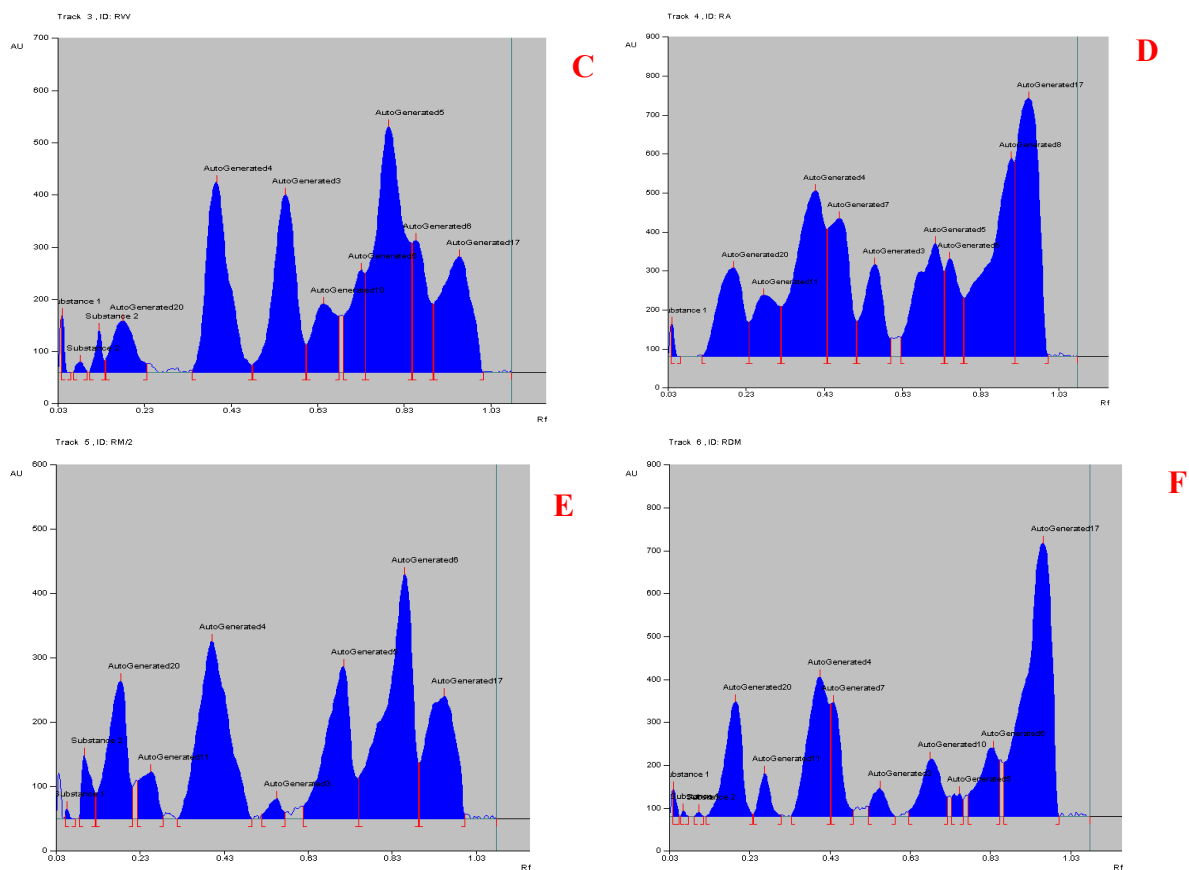 Track 3 , ID: RVV
AU
700
600
500
400
300
200
100
0
AutoGenerated5
AutoGenerated4
AutoGenerated3
AutoGenerated6
AutoGenerated17
AutoGenerated20
Substance 2
Substance 2
0.03 0.23 0.43 0.63 0.83 1.03
Rf
C
Track 4 , ID: RA
AU
900
800
700
600
500
400
300
200
100
0
AutoGenerated17
AutoGenerated8
AutoGenerated4
AutoGenerated7
AutoGenerated5
AutoGenerated3
AutoGenerated20
AutoGenerated11
ubstance 1
0.03 0.23 0.43 0.63 0.83 1.03
Rf
D
Track 5 , ID: RM/2
AU
600
500
400
300
200
100
0
AutoGenerated6
AutoGenerated4
AutoGenerated20
AutoGenerated17
Substance 2
0.03 0.23 0.43 0.63 0.83 1.03
Rf
E
Track 6 , ID: RDM
AU
900
800
700
600
500
400
300
200
100
0
AutoGenerated17
AutoGenerated4
AutoGenerated7
AutoGenerated20
AutoGenerated10
AutoGenerated11
ubstance 1
0.03 0.23 0.43 0.63 0.83 1.03
Rf
F